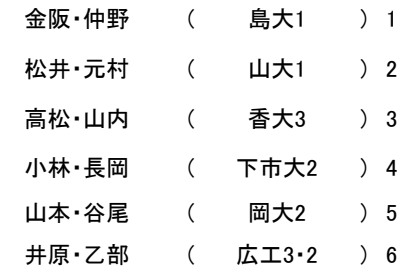 金阪・仲野 ( 島大1 ) 1
松井・元村 ( 山大1 ) 2
高松・山内 ( 香大3 ) 3
小林・長岡 ( 下市大2 ) 4
山本・谷尾 ( 岡大2 ) 5
井原・乙部 ( 広工3・2 ) 6